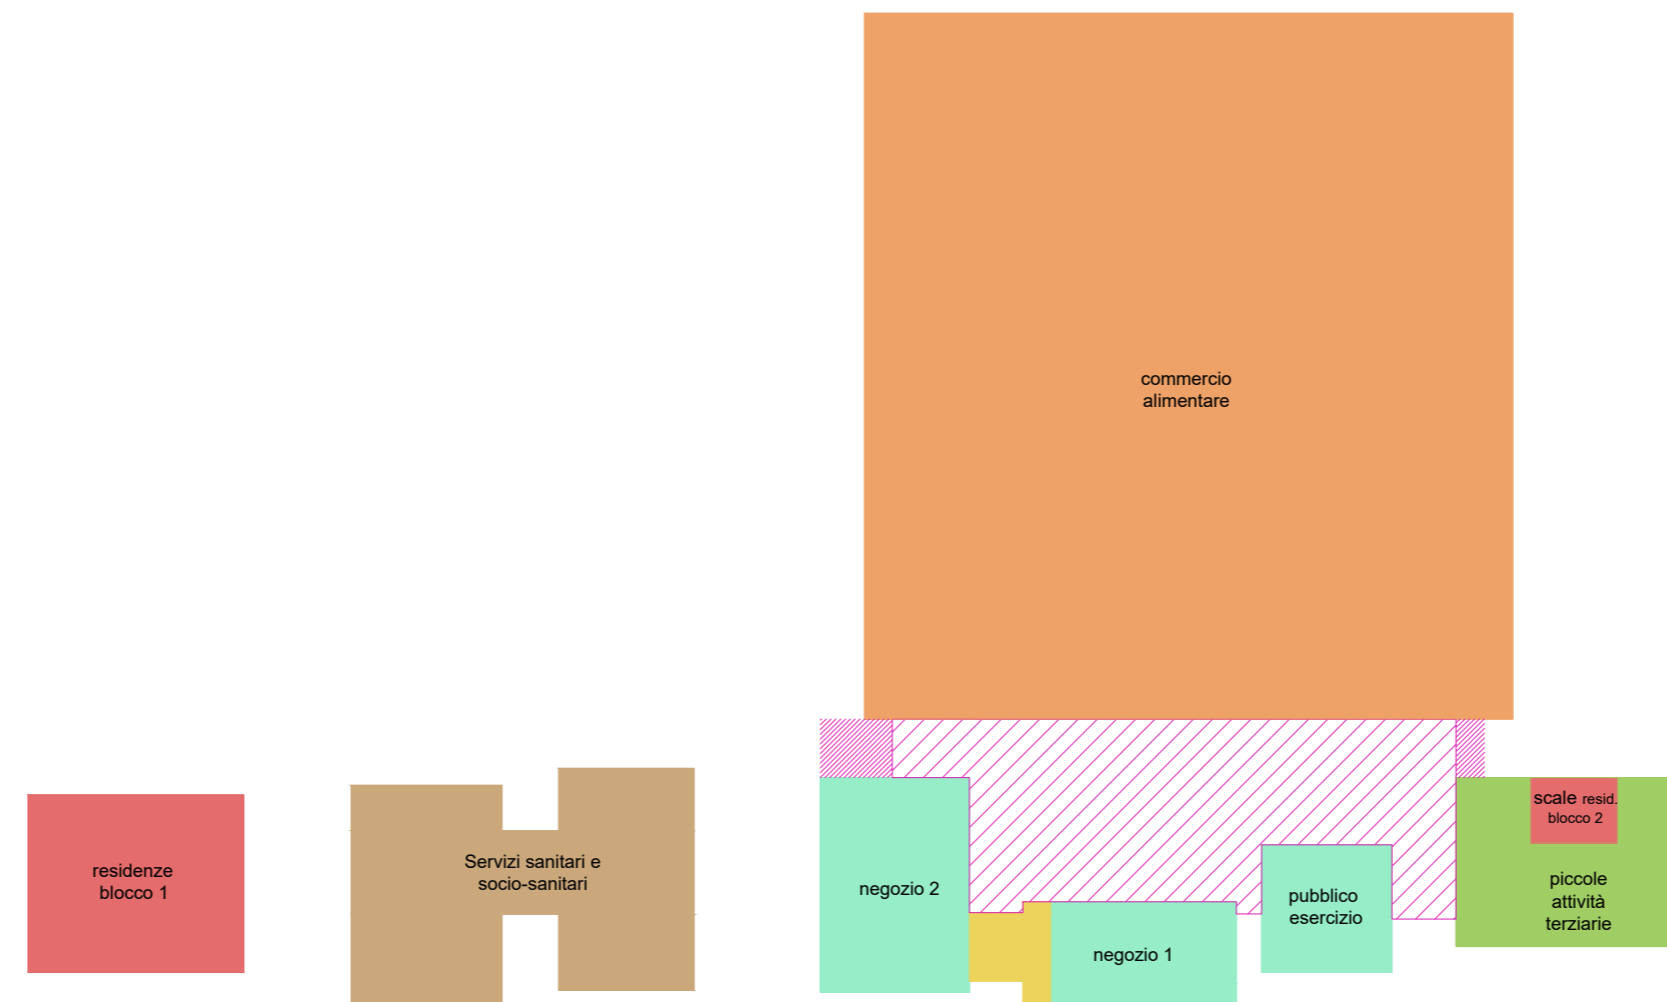 commercio
alimentare
scale resid.
blocco 2
residenze
blocco 1
Servizi sanitari e
socio-sanitari
negozio 2
pubblico
esercizio
piccole
attività
terziarie
negozio 1